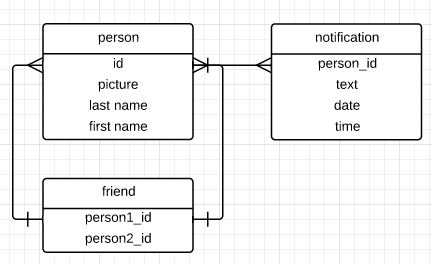 person
id
picture
last name
first name
notification
person_id
text
date
time
friend
person1_id
person2_id